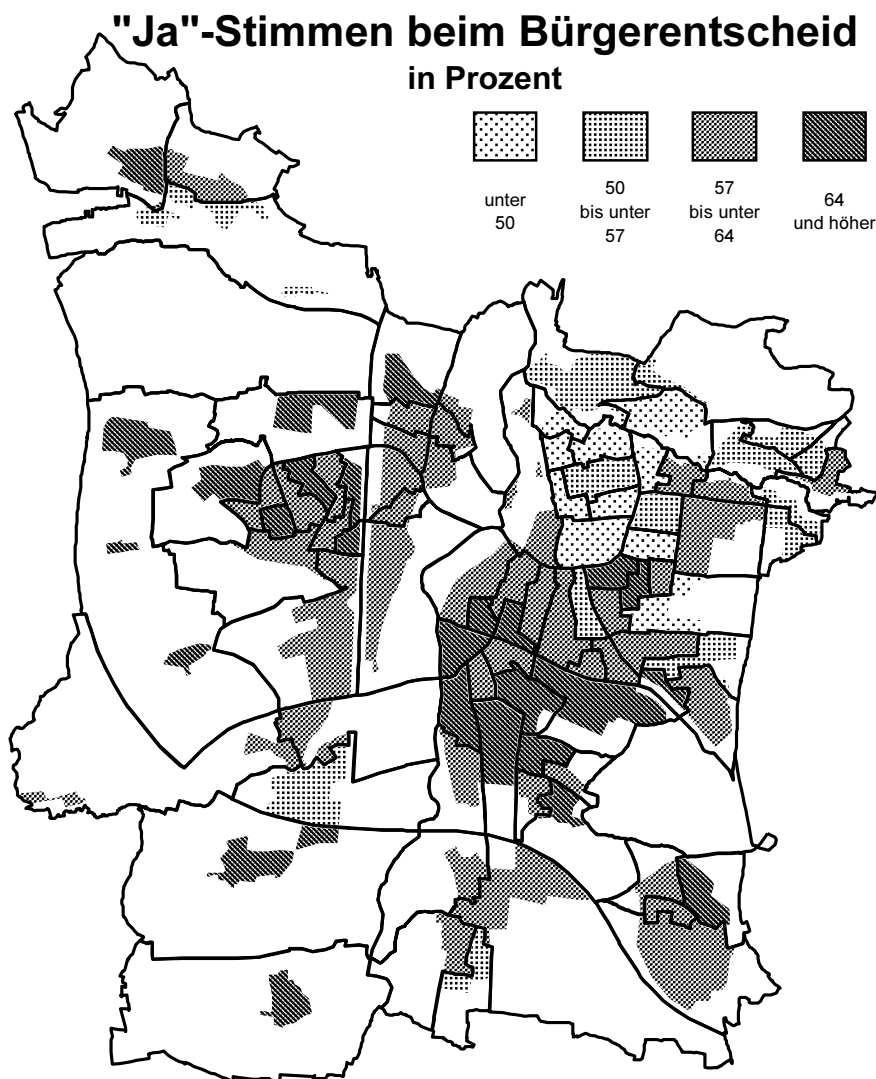 "Ja"-Stimmen beim Bürgerentscheid
in Prozent
unter
50
50
bis unter
57
57
bis unter
64
64
und höher